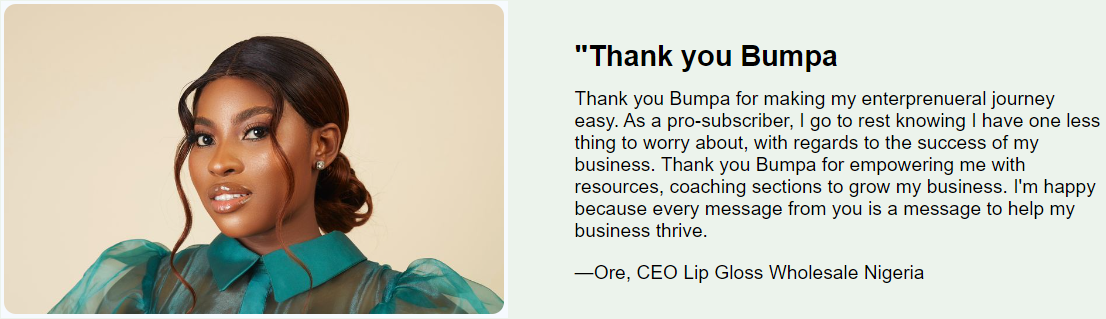 "Thank you Bumpa
Thank you Bumpa for making my enterprenueral journey
easy. As a pro-subscriber, I go to rest knowing I have one less
thing to worry about, with regards to the success of my
business. Thank you Bumpa for empowering me with
resources, coaching sections to grow my business. I'm happy
because every message from you is a message to help my
business thrive.
—Ore, CEO Lip Gloss Wholesale Nigeria